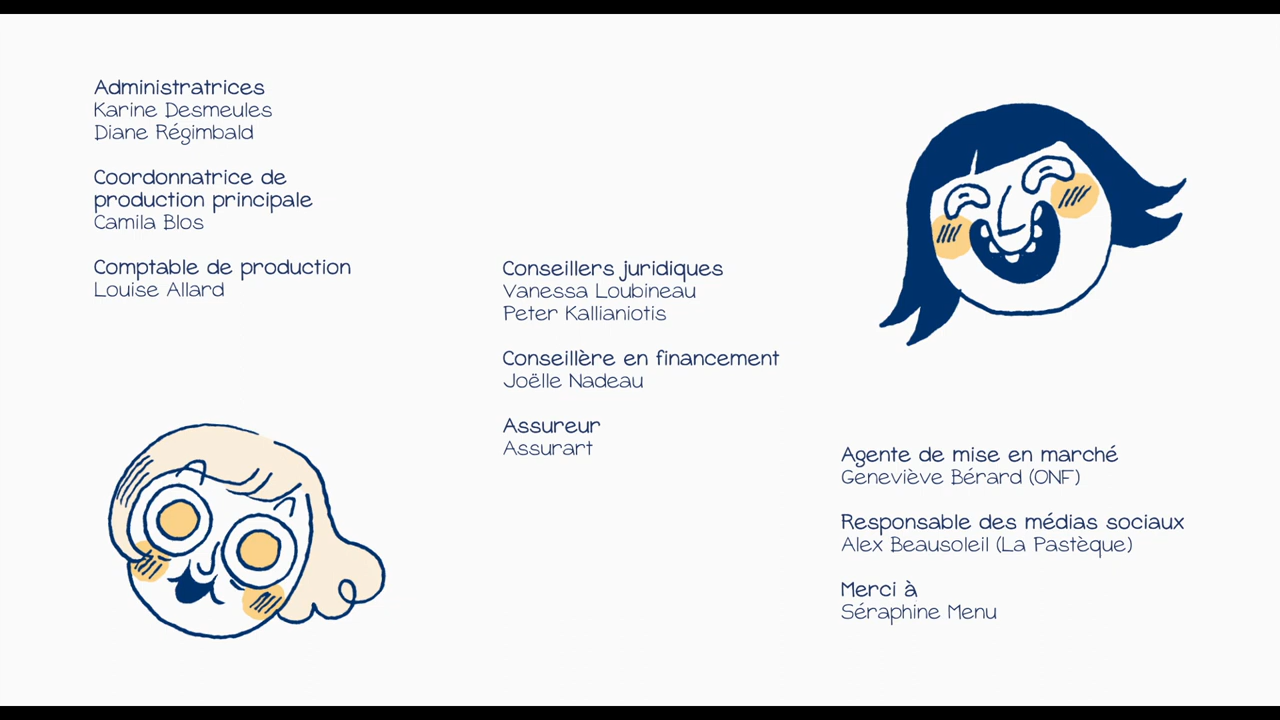 Administratrices
Karine Desmeules
Diane Régimbald
Coordonnatrice de
production principale
Camila Blos
Comptable de production
Louise Allard
Conseillers juridiques
Vanessa Loubineau
Peter Kallianiotis
Conseillère en financement
Joëlle Nadeau
Assureur
Assurart
Agente de mise en marché
Geneviève Bérard (ONF)
Responsable des médias sociaux
Alex Beausoleil (La Pastèque)
Merci à
Séraphine Menu